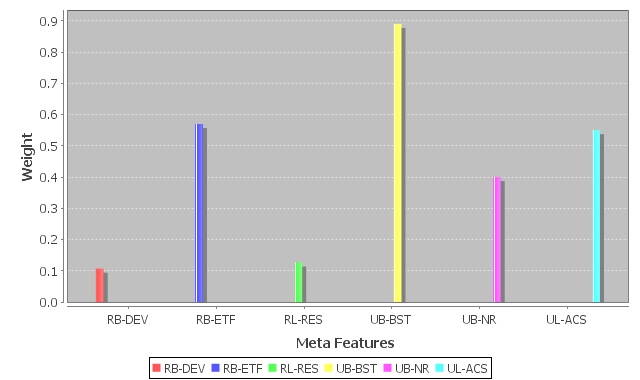 0.9
0.8
0.7
0.6
0.5
0.4
0.3
0.2
0.1
0.0
Weight
RB-DEV RB-ETF RL-RES UB-BST UB-NR UL-ACS
Meta Features
RB-DEV RB-ETF RL-RES UB-BST UB-NR UL-ACS